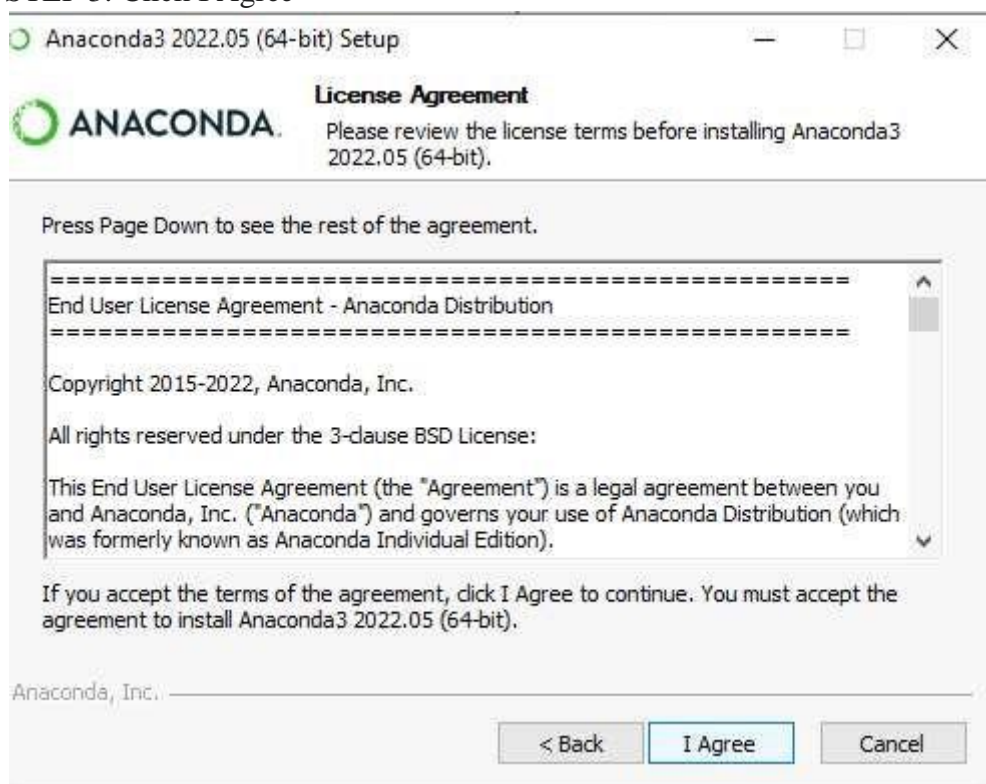 Anaconda3 2022.05 (64-bit) Setup
ANACONDA.
License Agreement
Please review the license terms before installing Anaconda3
2022.05 (64-bit).
Press Page Down to see the rest of the agreement.
==================================================
End User License Agreement - Anaconda Distribution
==================================================
Copyright 2015-2022, Anaconda, Inc.
All rights reserved under the 3-clause BSD License:
This End User License Agreement (the "Agreement") is a legal agreement between you
and Anaconda, Inc. ("Anaconda") and governs your use of Anaconda Distribution (which
was formerly known as Anaconda Individual Edition).
If you accept the terms of the agreement, click I Agree to continue. You must accept the
agreement to install Anaconda3 2022.05 (64-bit).
Anaconda, Inc.
< Back
I Agree
Cancel